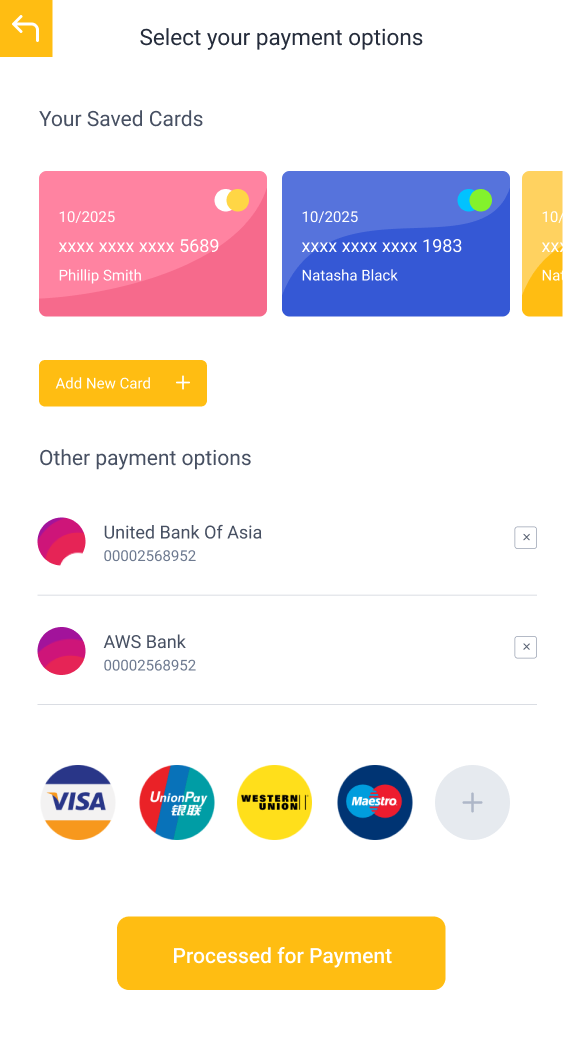 Select your payment options
Your Saved Cards
10/2025
xxxx xxxx xxxx 5689
Phillip Smith
10/2025
xxxx xxxx xxxx 1983
Natasha Black
10/
xx
Nat
Add New Card +
Other payment options
United Bank Of Asia
00002568952
×
AWS Bank
00002568952
×
VISA
UnionPay
银联
WESTERN
UNION
Maestro
+
Processed for Payment